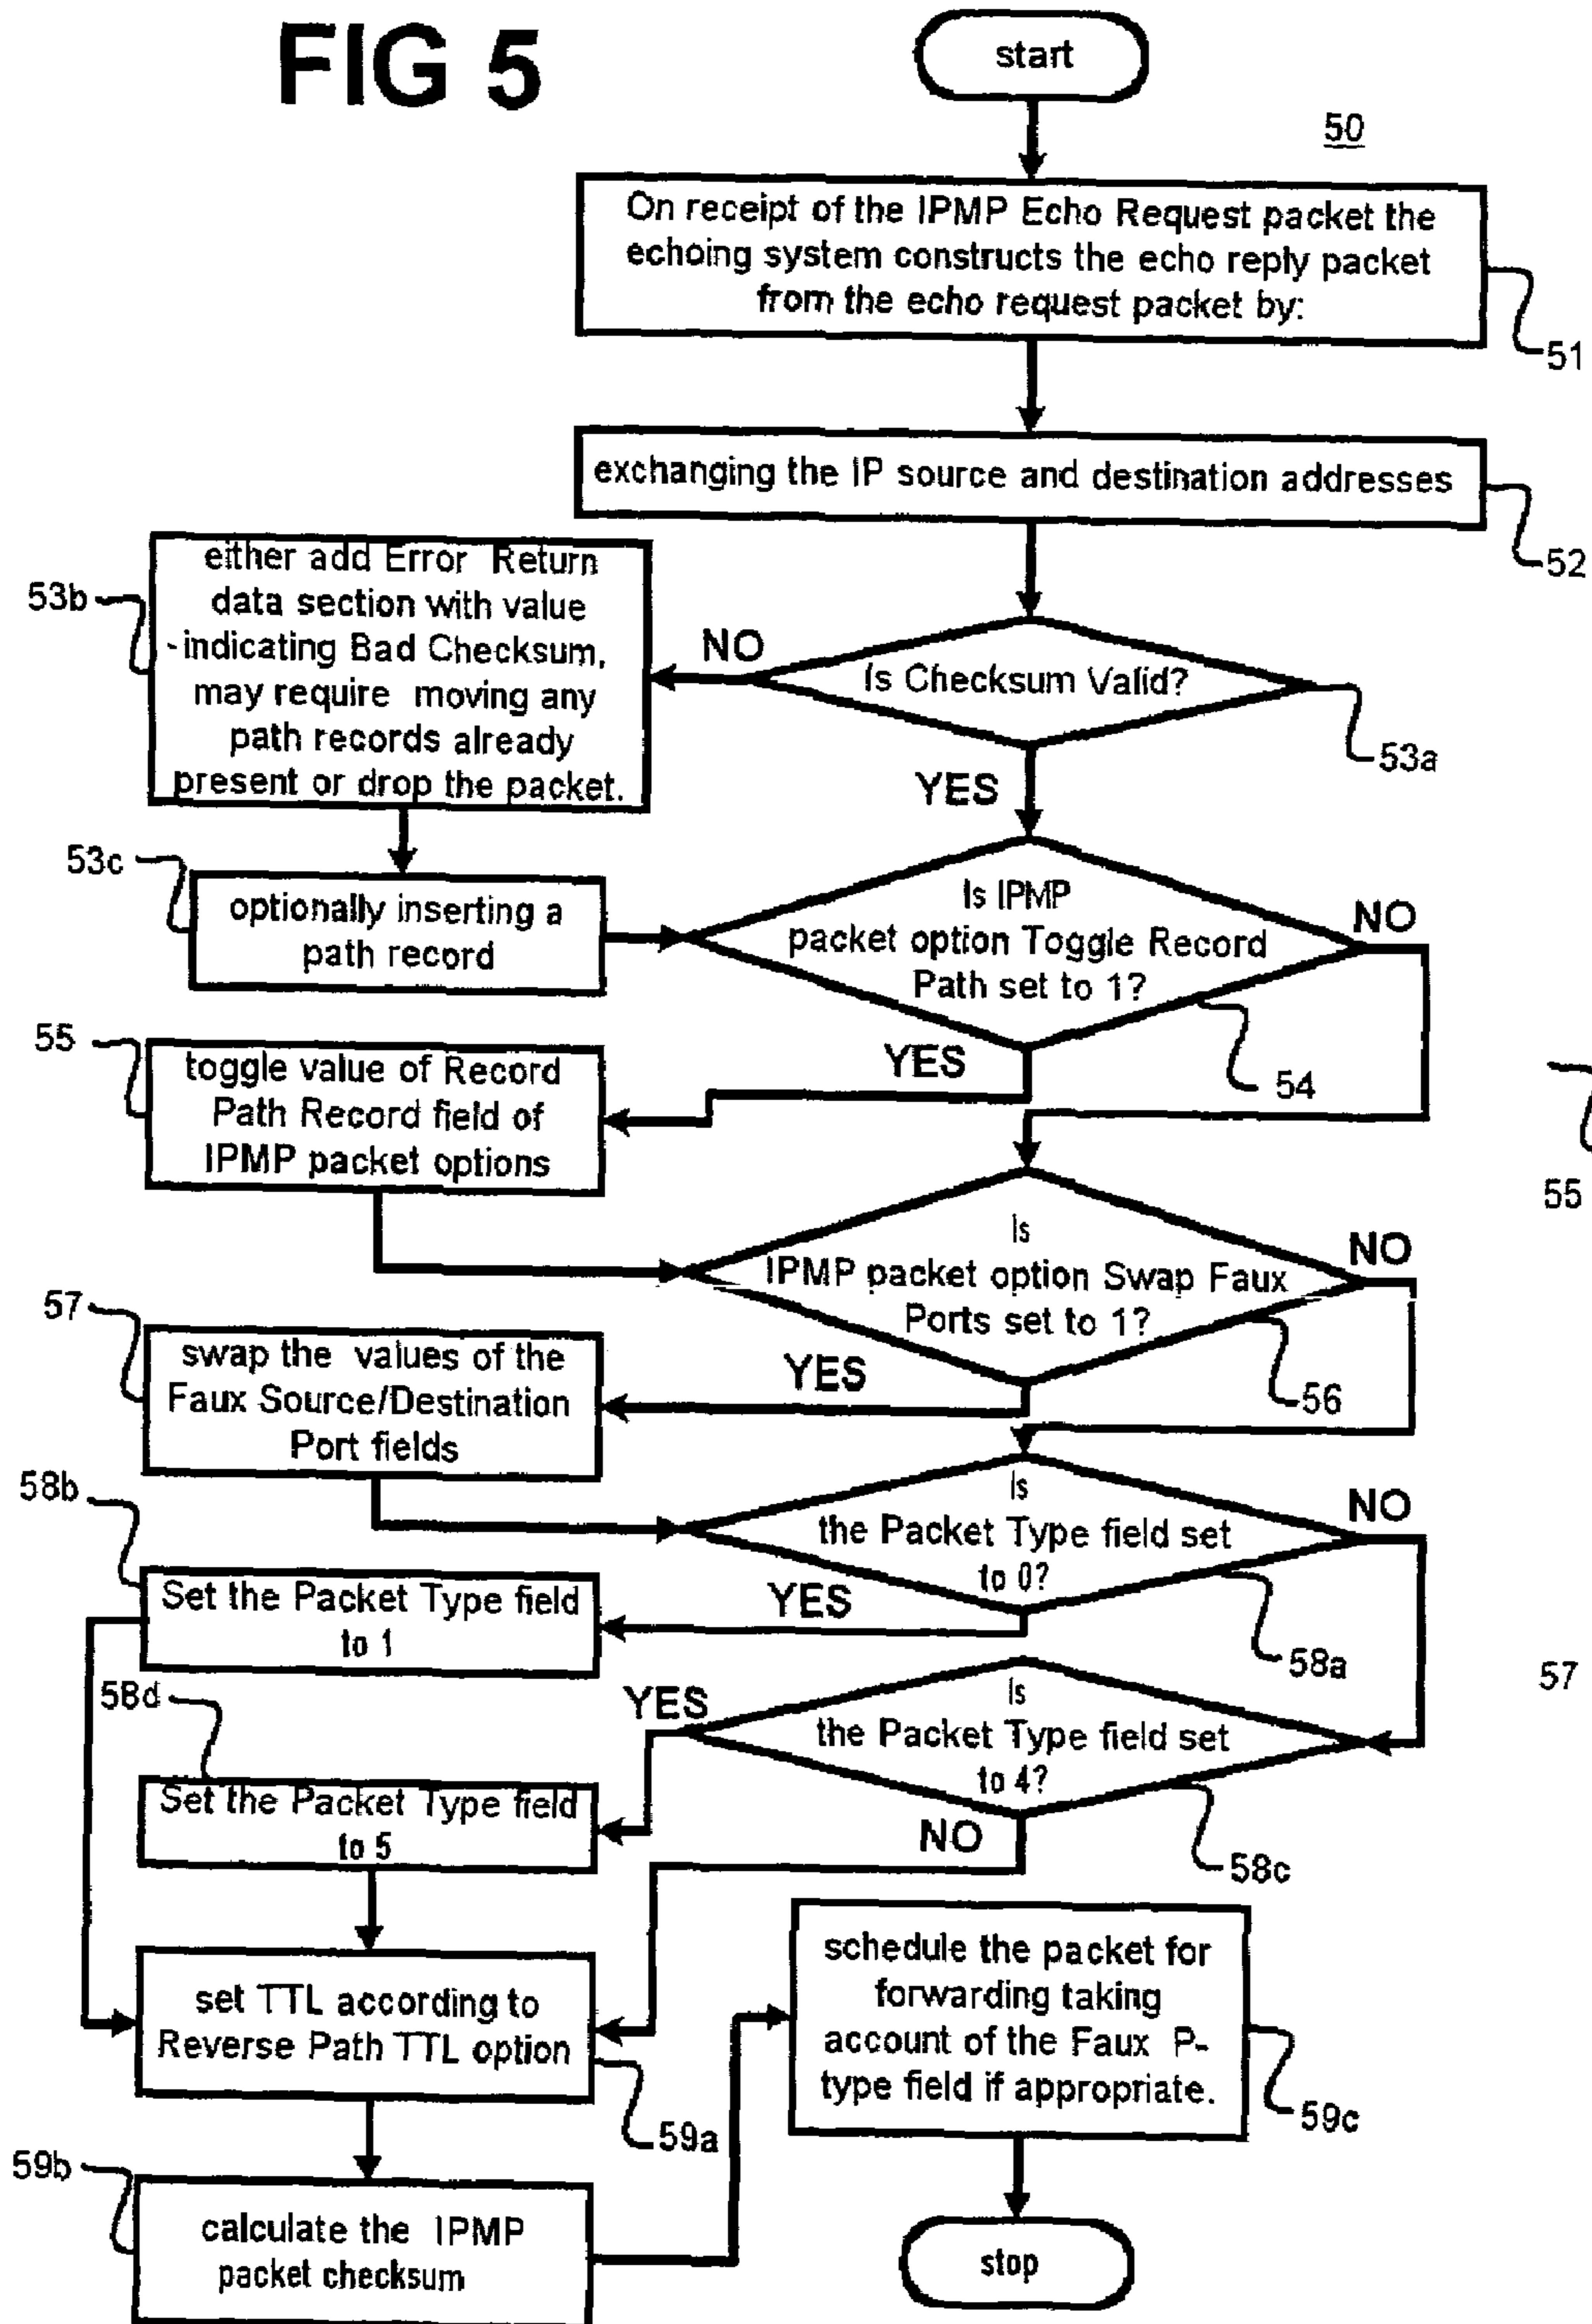 FIG 5
start
50
On receipt of the IPMP Echo Request packet the
echoing system constructs the echo reply packet
from the echo request packet by:
51
exchanging the IP source and destination addresses
52
53b
either add Error Return
data section with value
-indicating Bad Checksum,
may require moving any
path records already
present or drop the packet.
NO
Is Checksum Valid?
53a
YES
53c
optionally inserting a
path record
Is IPMP
packet option Toggle Record
Path set to 1?
NO
54
YES
55
toggle value of Record
Path Record field of
IPMP packet options
55
Is
IPMP packet option Swap Faux
Ports set to 1?
NO
56
YES
57
swap the values of the
Faux Source/Destination
Port fields
58b
Is
the Packet Type field set
to 0?
NO
YES
58a
Set the Packet Type field
to 1
57
58d
YES
Is
the Packet Type field set
to 4?
NO
58c
Set the Packet Type field
to 5
set TTL according to
Reverse Path TTL option
59a
schedule the packet for
forwarding taking
account of the Faux P-
type field if appropriate.
59c
59b
calculate the IPMP
packet checksum
stop